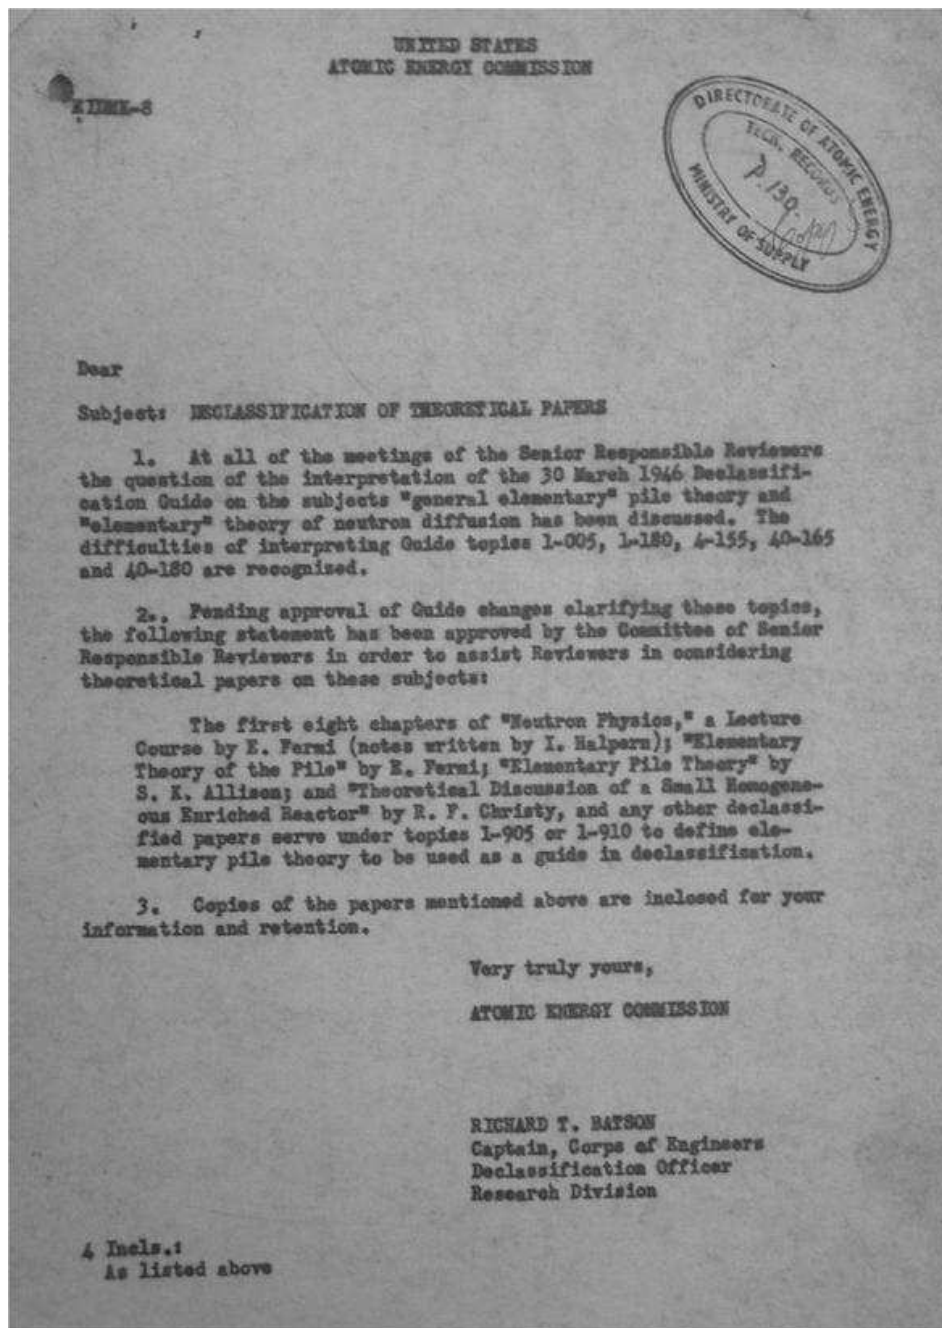 UNITED STATES
ATOMIC ENERGY COMMISSION
DIRECTORATE OF ATOMIC ENERGY
TECH. RECORDS
P.130.
MINISTRY OF SUPPLY
Dear
Subject: DECLASSIFICATION OF THEORETICAL PAPERS
1. At all of the meetings of the Senior Responsible Reviewers
the question of the interpretation of the 30 March 1946 Declassifi-
cation Guide on the subjects "general elementary" pile theory and
"elementary" theory of neutron diffusion has been discussed. The
difficulties of interpreting Guide topics 1-005, 1-180, 4-155, 40-165
and 40-180 are recognized.
2.. Pending approval of Guide changes clarifying these topics,
the following statement has been approved by the Committee of Senior
Responsible Reviewers in order to assist Reviewers in considering
theoretical papers on these subjects:
The first eight chapters of "Neutron Physics," a Lecture
Course by E. Fermi (notes written by I. Halpern); "Elementary
Theory of the Pile" by E. Fermi; "Elementary Pile Theory" by
S. K. Allison; and "Theoretical Discussion of a Small Homogene-
ous Enriched Reactor" by R. F. Christy, and any other declassi-
fied papers serve under topics 1-905 or 1-910 to define ele-
mentary pile theory to be used as a guide in declassification.
3. Copies of the papers mentioned above are inclosed for your
information and retention.
Very truly yours,
ATOMIC ENERGY COMMISSION
RICHARD T. BATSON
Captain, Corps of Engineers
Declassification Officer
Research Division
4 Incls.:
As listed above